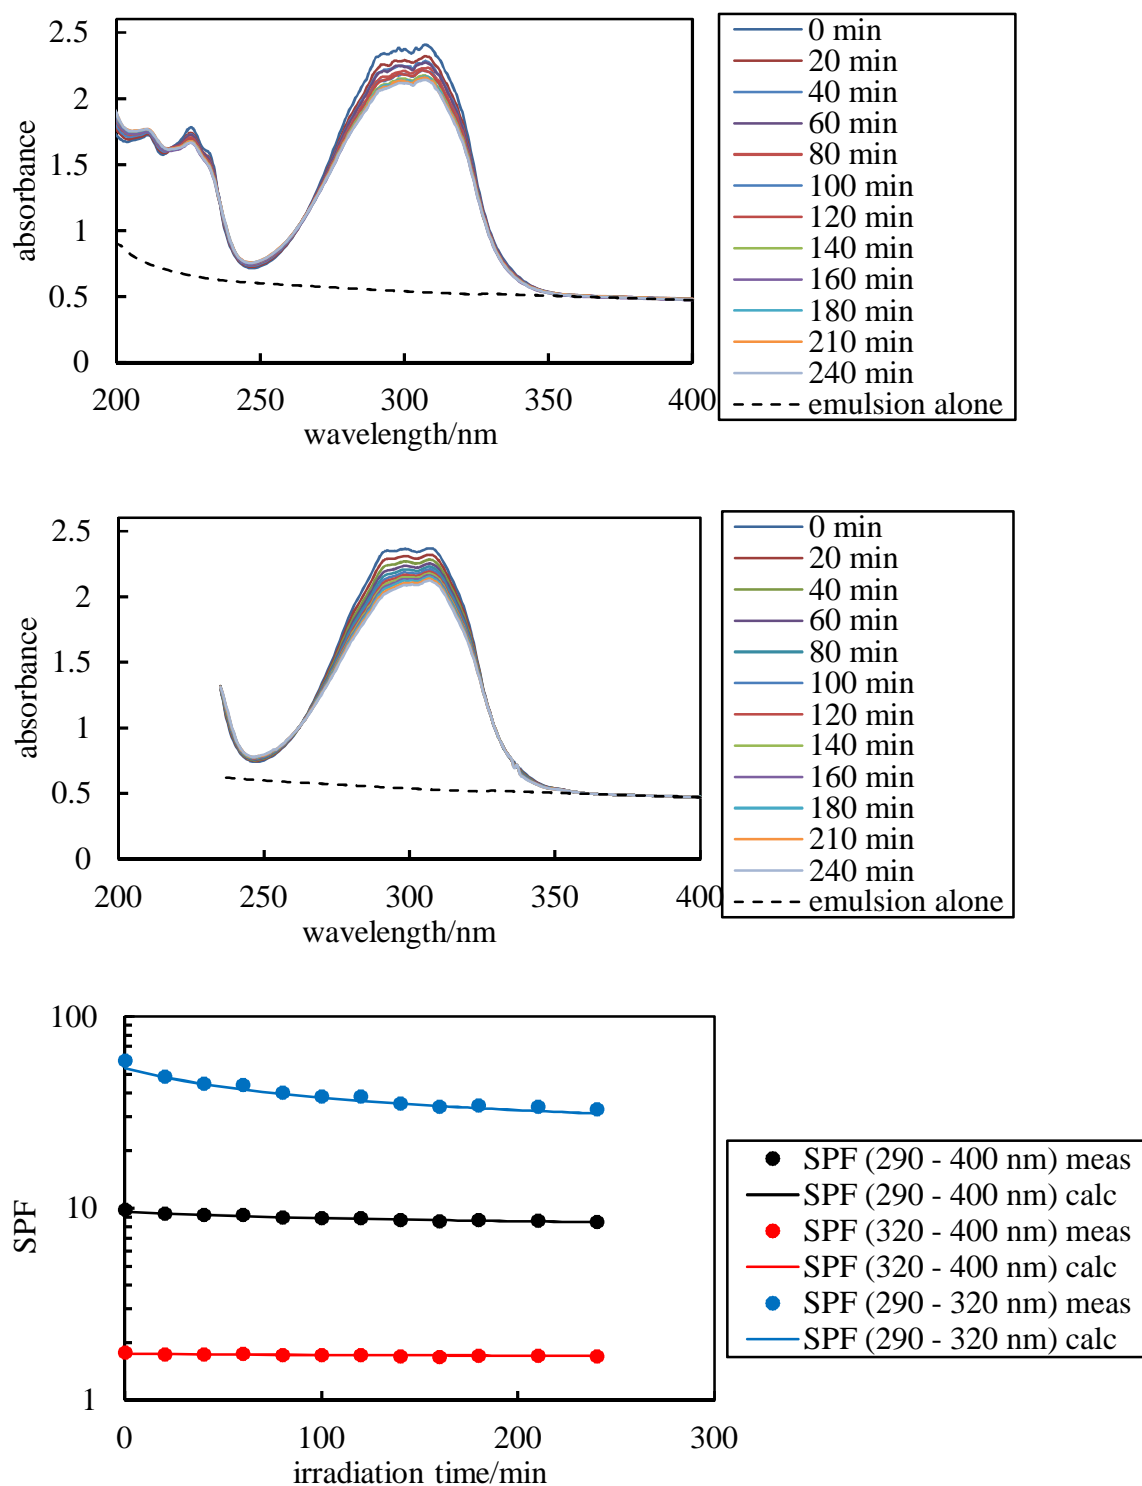 2.5
2
1.5
1
0.5
0
absorbance
200
250
300
350
400
wavelength/nm
0 min
20 min
40 min
60 min
80 min
100 min
120 min
140 min
160 min
180 min
210 min
240 min
emulsion alone
2.5
2
1.5
1
0.5
0
absorbance
200
250
300
350
400
wavelength/nm
0 min
20 min
40 min
60 min
80 min
100 min
120 min
140 min
160 min
180 min
210 min
240 min
emulsion alone
100
10
1
SPF
0
100
200
300
irradiation time/min
SPF (290 - 400 nm) meas
SPF (290 - 400 nm) calc
SPF (320 - 400 nm) meas
SPF (320 - 400 nm) calc
SPF (290 - 320 nm) meas
SPF (290 - 320 nm) calc